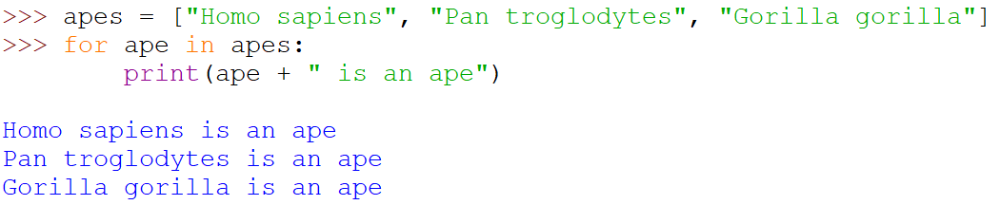 >>> apes = ["Homo sapiens", "Pan troglodytes", "Gorilla gorilla"]
>>> for ape in apes:
        print(ape + " is an ape")

Homo sapiens is an ape
Pan troglodytes is an ape
Gorilla gorilla is an ape